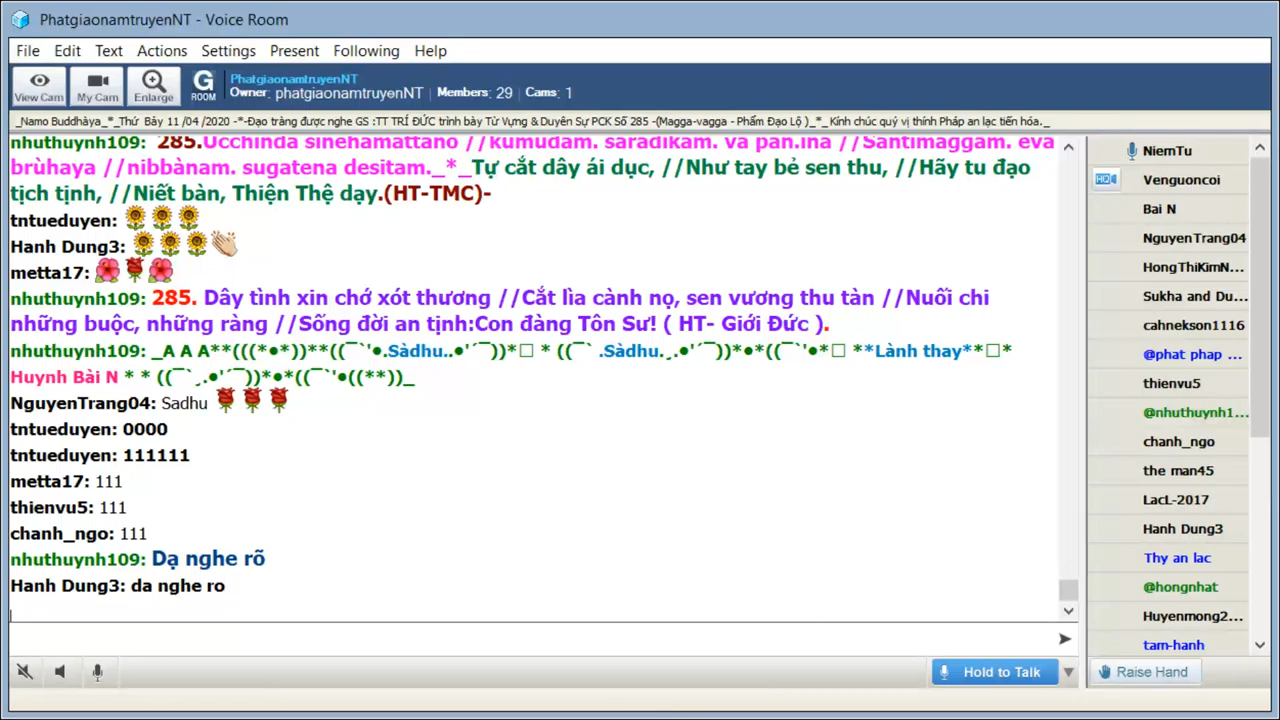 PhatgiaonamtruyenNT - Voice Room
File Edit Text Actions Settings Present Following Help
View Cam My Cam Enlarge G ROOM
PhatgiaonamtruyenNT
Owner: phatgiaonamtruyenNT | Members: 29 | Cams: 1
_Namo Buddhàya_*_Thứ Bảy 11 /04 /2020 -*-Đạo tràng được nghe GS :TT TRÍ ĐỨC trình bày Từ Vựng & Duyên Sự PCK Số 285 -(Magga-vagga - Phẩm Đạo Lộ )_*_ Kính chúc quý vị thính Pháp an lạc tiến hóa._
nhuthuynh109: 285.Ucchinda sinehamattano //kumudam. saradikam. va pan.ina //Santimaggam. eva
brùhaya //nibbànam. sugatena desitam._*_Tự cắt dây ái dục, //Như tay bẻ sen thu, //Hãy tu đạo
tịch tịnh, //Niết bàn, Thiện Thệ dạy.(HT-TMC)-
tntueduyen: 🌻🌻🌻
Hanh Dung3: 🌻🌻🌻👏
metta17: 🌺🌹🌺
nhuthuynh109: 285. Dây tình xin chớ xót thương //Cắt lìa cành nọ, sen vương thu tàn //Nuối chi
những buộc, những ràng //Sống đời an tịnh:Con đàng Tôn Sư! ( HT- Giới Đức ).
nhuthuynh109: _A A A**(((*•*))**((¯`'•.Sàdhu..•'´¯))*□ * ((¯` .Sàdhu.¸.•'´¯))*•*((¯`'•*□ **Lành thay**□*
Huynh Bài N * * ((¯`¸.•'´¯))*•*((¯`'•((**))_
NguyenTrang04: Sadhu 🌹🌹🌹
tntueduyen: 0000
tntueduyen: 111111
metta17: 111
thienvu5: 111
chanh_ngo: 111
nhuthuynh109: Dạ nghe rõ
Hanh Dung3: da nghe ro
Hold to Talk
NiemTu
HQ Venguoncoi
Bai N
NguyenTrang04
HongThiKimN...
Sukha and Du...
cahnekson1116
@phat phap ...
thienvu5
@nhuthuynh1...
chanh_ngo
the man45
LacL-2017
Hanh Dung3
Thy an lac
@hongnhat
Huyenmong2...
tam-hanh
Raise Hand